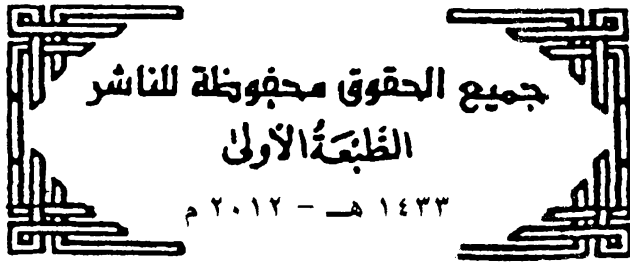 جميع الحقوق محفوظة للناشر
الطَّبْعَةُ الأولىٰ
١٤٣٣ هـ - ٢٠١٢ م